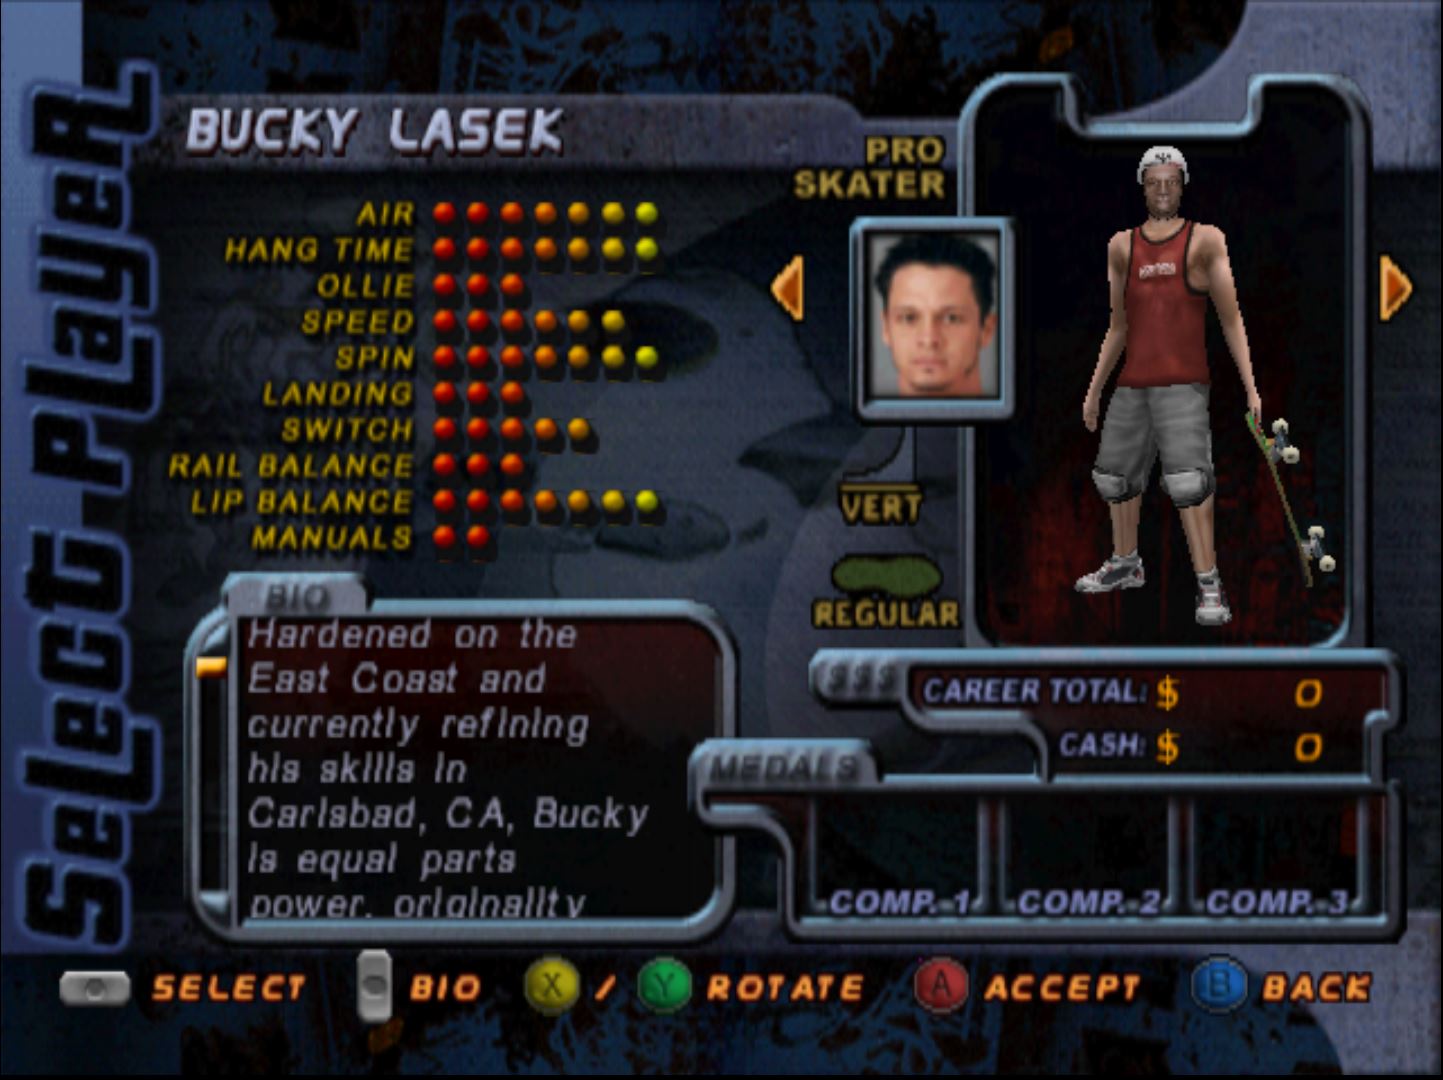 Select Player
BUCKY LASEK
PRO
SKATER
AIR
HANG TIME
OLLIE
SPEED
SPIN
LANDING
SWITCH
RAIL BALANCE
LIP BALANCE
MANUALS
VERT
REGULAR
BIO
Hardened on the
East Coast and
currently refining
his skills in
Carlsbad, CA, Bucky
is equal parts
power, originality
$$$
CAREER TOTAL: $ 0
CASH: $ 0
MEDALS
COMP. 1
COMP. 2
COMP. 3
SELECT
BIO
X / Y ROTATE
A ACCEPT
B BACK